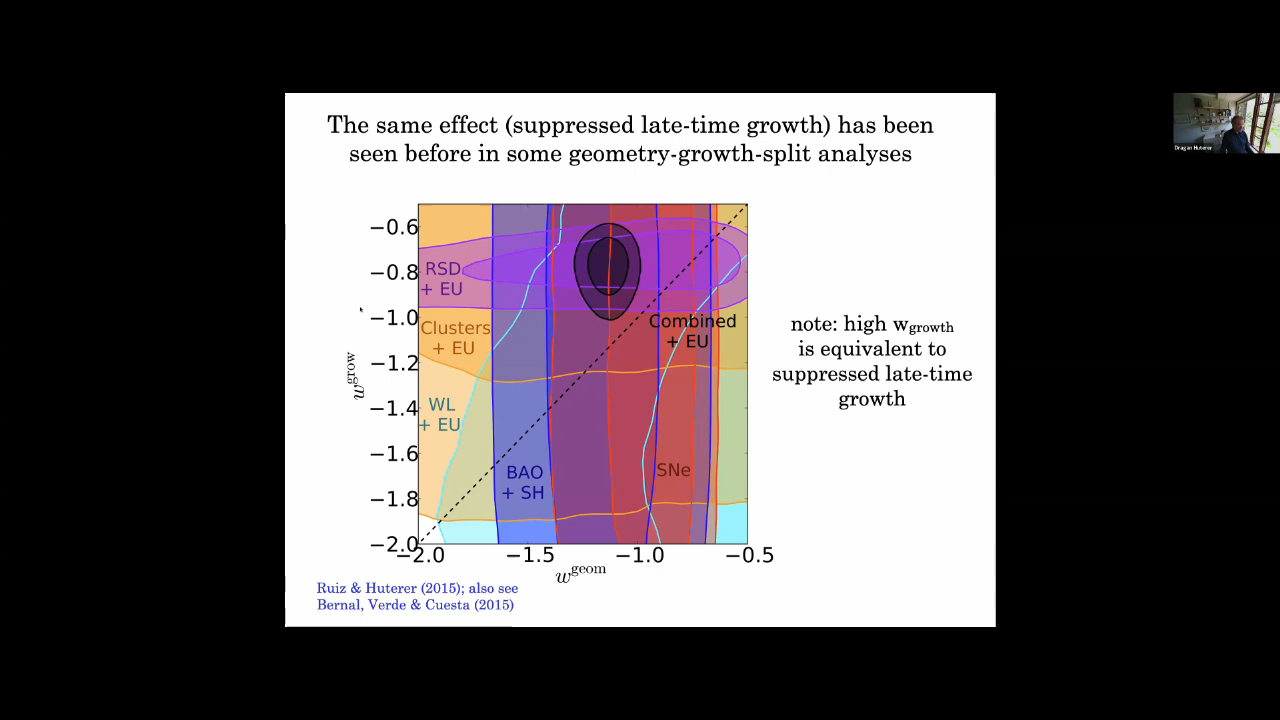 The same effect (suppressed late-time growth) has been
seen before in some geometry-growth-split analyses
Dragan Huterer
−0.6
−0.8
−1.0
−1.2
−1.4
−1.6
−1.8
−2.0
w^grow
RSD
+ EU
Clusters
+ EU
WL
+ EU
BAO
+ SH
SNe
Combined
+ EU
−2.0 −1.5 −1.0 −0.5
w^geom
note: high w_growth
is equivalent to
suppressed late-time
growth
Ruiz & Huterer (2015); also see
Bernal, Verde & Cuesta (2015)